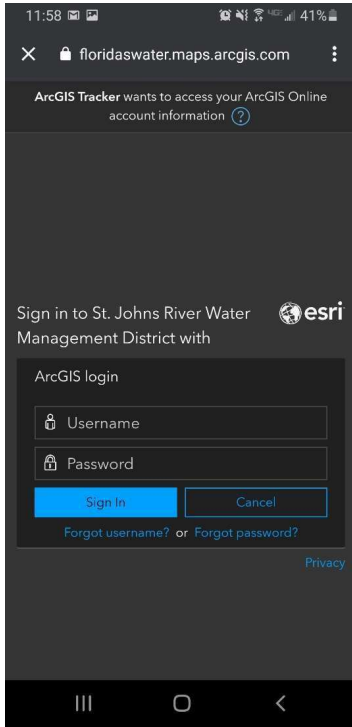 11:58 41%
floridaswater.maps.arcgis.com
ArcGIS Tracker wants to access your ArcGIS Online
account information ?
Sign in to St. Johns River Water
Management District with
esri
ArcGIS login
Username
Password
Sign In Cancel
Forgot username? or Forgot password?
Privacy